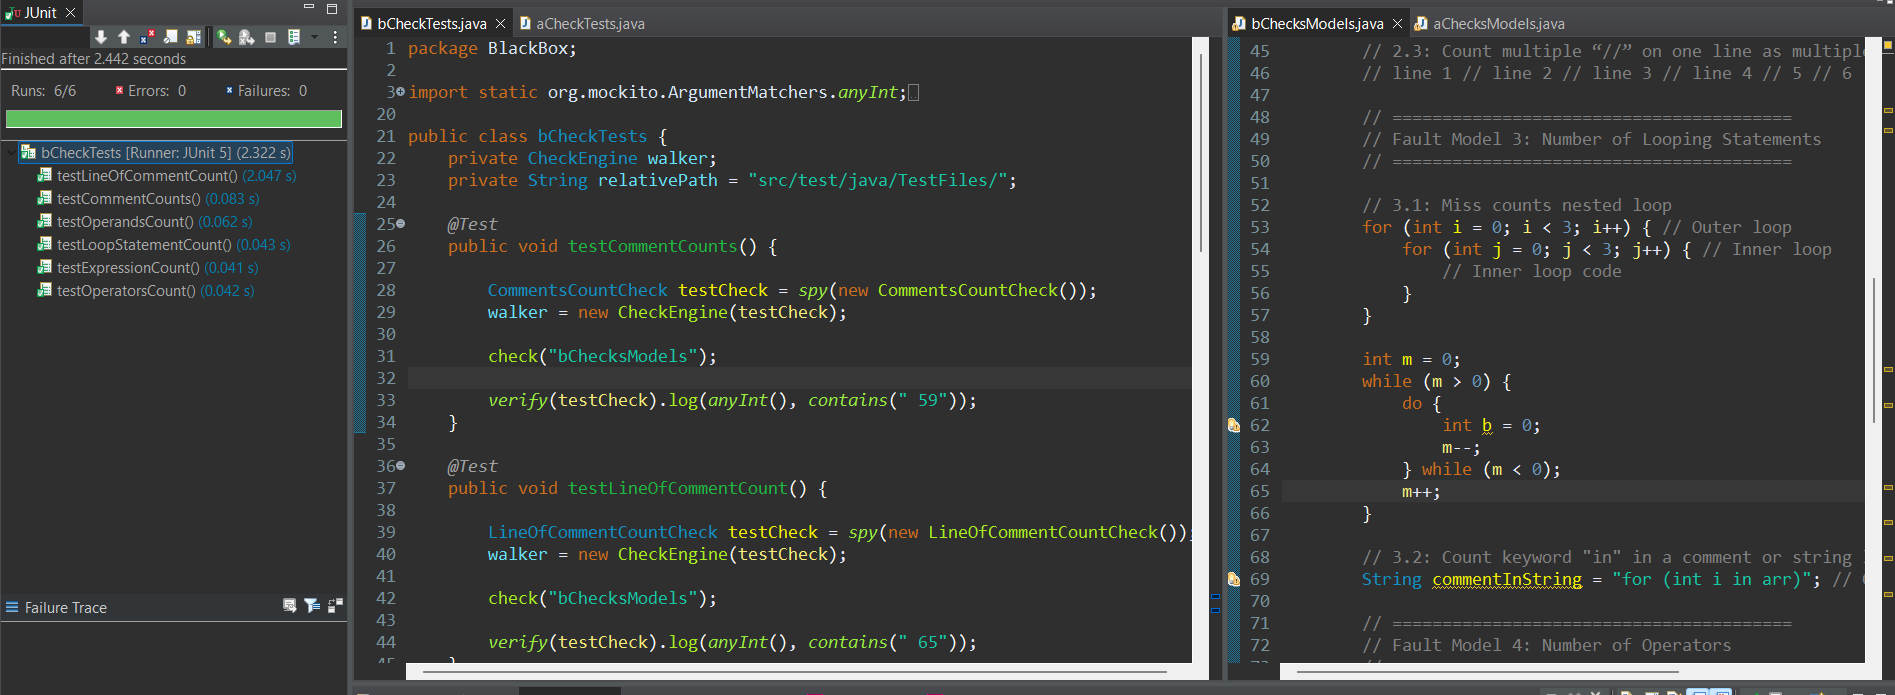 JUnit
Finished after 2.442 seconds
Runs: 6/6 Errors: 0 Failures: 0
bCheckTests [Runner: JUnit 5] (2.322 s)
testLineOfCommentCount() (2.047 s)
testCommentCounts() (0.083 s)
testOperandsCount() (0.062 s)
testLoopStatementCount() (0.043 s)
testExpressionCount() (0.041 s)
testOperatorsCount() (0.042 s)
Failure Trace
bCheckTests.java aCheckTests.java
1 package BlackBox;
2
3 import static org.mockito.ArgumentMatchers.anyInt;
20
21 public class bCheckTests {
22 private CheckEngine walker;
23 private String relativePath = "src/test/java/TestFiles/";
24
25 @Test
26 public void testCommentCounts() {
27
28 CommentsCountCheck testCheck = spy(new CommentsCountCheck());
29 walker = new CheckEngine(testCheck);
30
31 check("bChecksModels");
32
33 verify(testCheck).log(anyInt(), contains(" 59"));
34 }
35
36 @Test
37 public void testLineOfCommentCount() {
38
39 LineOfCommentCountCheck testCheck = spy(new LineOfCommentCountCheck());
40 walker = new CheckEngine(testCheck);
41
42 check("bChecksModels");
43
44 verify(testCheck).log(anyInt(), contains(" 65"));
bChecksModels.java aChecksModels.java
45 // 2.3: Count multiple “//” on one line as multiple
46 // line 1 // line 2 // line 3 // line 4 // 5 // 6
47
48 // ========================================
49 // Fault Model 3: Number of Looping Statements
50 // ========================================
51
52 // 3.1: Miss counts nested loop
53 for (int i = 0; i < 3; i++) { // Outer loop
54 for (int j = 0; j < 3; j++) { // Inner loop
55 // Inner loop code
56 }
57 }
58
59 int m = 0;
60 while (m > 0) {
61 do {
62 int b = 0;
63 m--;
64 } while (m < 0);
65 m++;
66 }
67
68 // 3.2: Count keyword "in" in a comment or string
69 String commentInString = "for (int i in arr)"; //
70
71 // ========================================
72 // Fault Model 4: Number of Operators